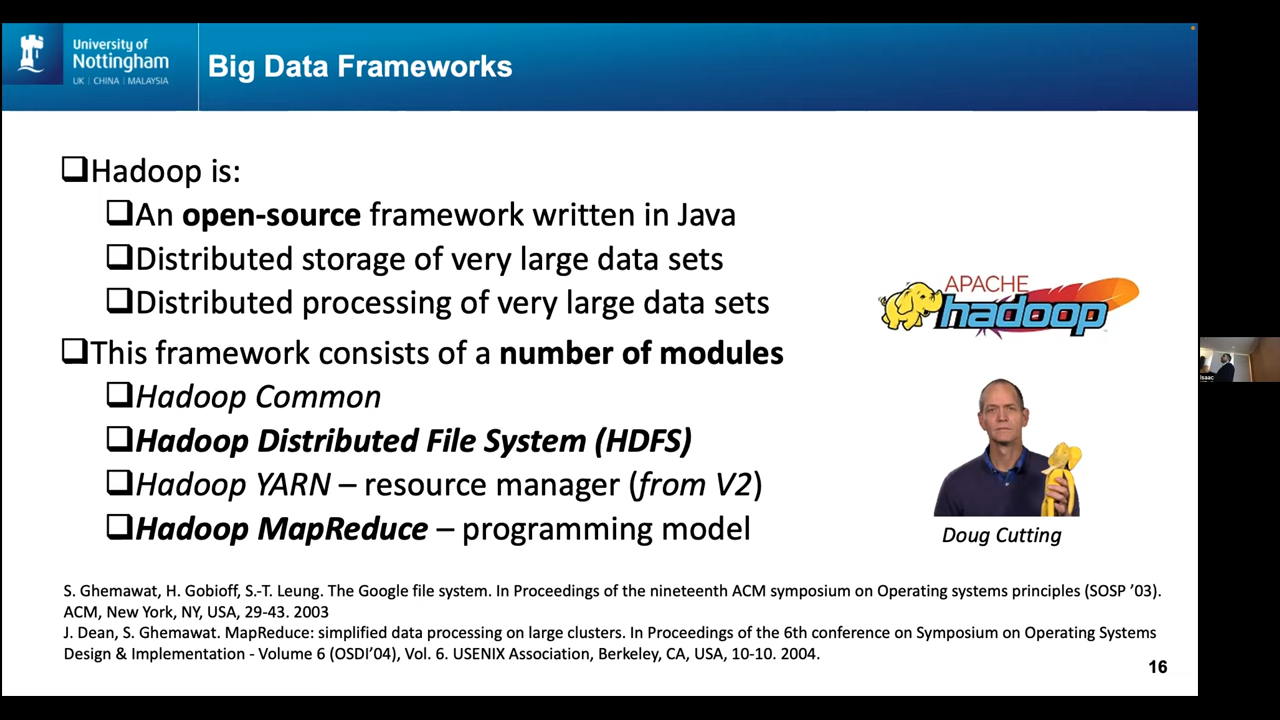 University of
Nottingham
UK | CHINA | MALAYSIA
Big Data Frameworks
Hadoop is:
An open-source framework written in Java
Distributed storage of very large data sets
Distributed processing of very large data sets
This framework consists of a number of modules
Hadoop Common
Hadoop Distributed File System (HDFS)
Hadoop YARN – resource manager (from V2)
Hadoop MapReduce – programming model
APACHE
hadoop
Doug Cutting
S. Ghemawat, H. Gobioff, S.-T. Leung. The Google file system. In Proceedings of the nineteenth ACM symposium on Operating systems principles (SOSP ’03).
ACM, New York, NY, USA, 29-43. 2003
J. Dean, S. Ghemawat. MapReduce: simplified data processing on large clusters. In Proceedings of the 6th conference on Symposium on Operating Systems
Design & Implementation - Volume 6 (OSDI’04), Vol. 6. USENIX Association, Berkeley, CA, USA, 10-10. 2004.
16
Isaac